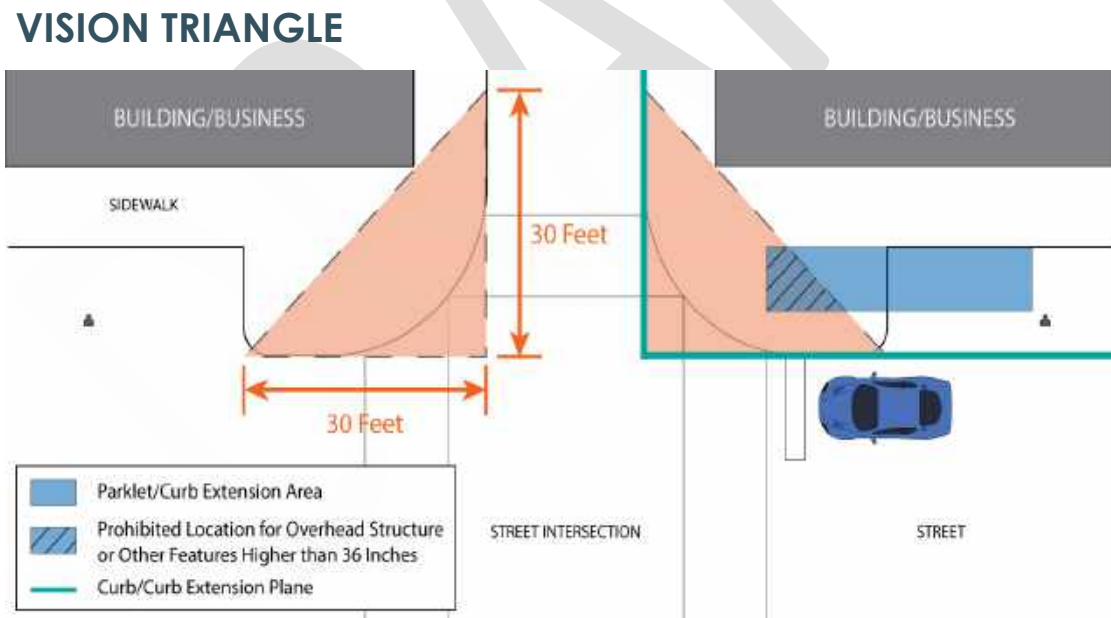 VISION TRIANGLE
BUILDING/BUSINESS
BUILDING/BUSINESS
SIDEWALK
30 Feet
30 Feet
Parklet/Curb Extension Area
Prohibited Location for Overhead Structure
or Other Features Higher than 36 Inches
Curb/Curb Extension Plane
STREET INTERSECTION
STREET